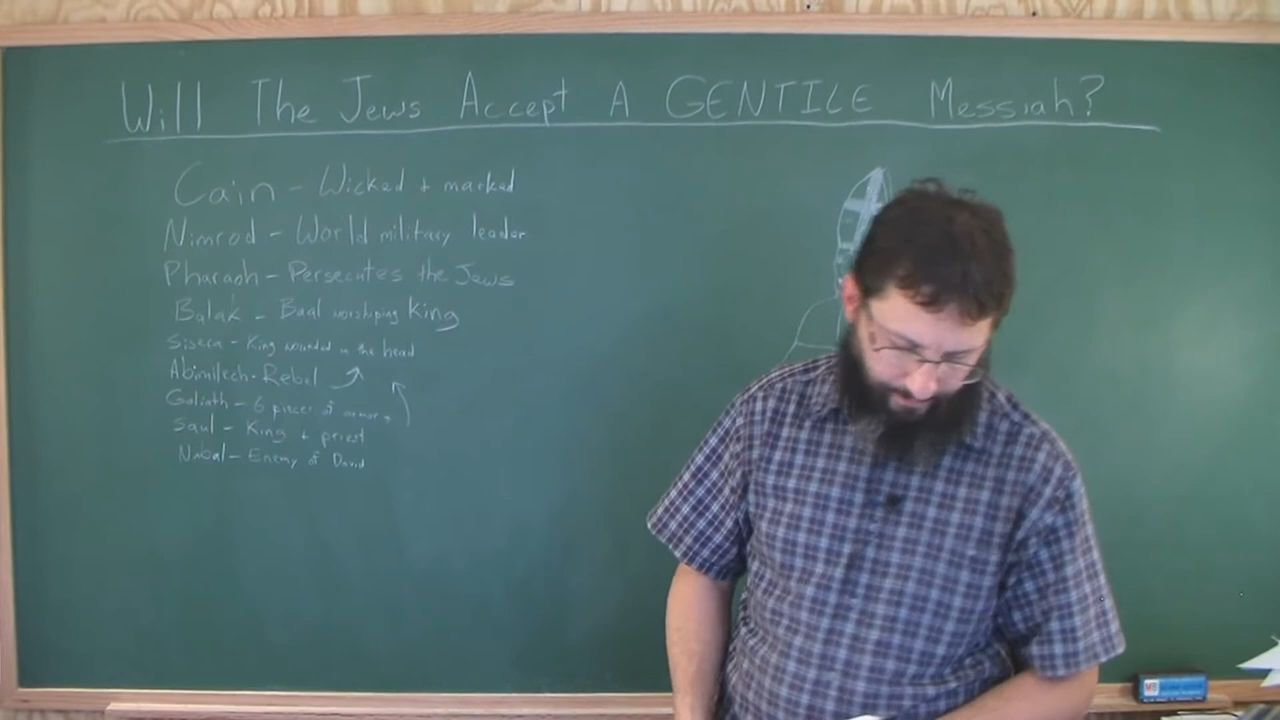 Will The Jews Accept A GENTILE Messiah?
Cain - Wicked + marked
Nimrod - World military leader
Pharaoh - Persecutes the Jews
Balak - Baal worshiping King
Sisera - King wounded in the head
Abimilech - Rebel
Goliath - 6 pieces of armor
Saul - King + priest
Nabal - Enemy of David